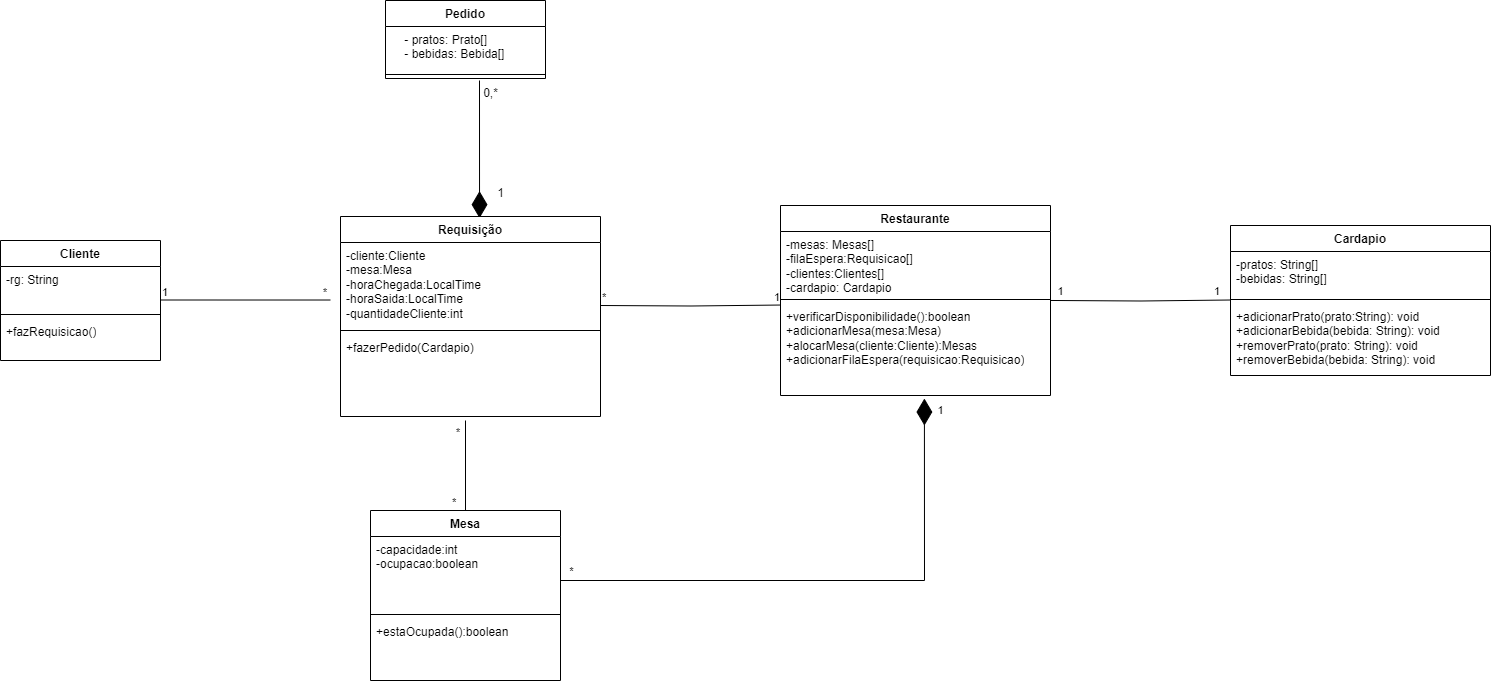 Pedido
- pratos: Prato[]
- bebidas: Bebida[]
0,*
1
Cliente
-rg: String
+fazRequisicao()
1
*
Requisição
-cliente:Cliente
-mesa:Mesa
-horaChegada:LocalTime
-horaSaida:LocalTime
-quantidadeCliente:int
+fazerPedido(Cardapio)
*
1
Restaurante
-mesas: Mesas[]
-filaEspera:Requisicao[]
-clientes:Clientes[]
-cardapio: Cardapio
+verificarDisponibilidade():boolean
+adicionarMesa(mesa:Mesa)
+alocarMesa(cliente:Cliente):Mesas
+adicionarFilaEspera(requisicao:Requisicao)
1
1
Cardapio
-pratos: String[]
-bebidas: String[]
+adicionarPrato(prato:String): void
+adicionarBebida(bebida: String): void
+removerPrato(prato: String): void
+removerBebida(bebida: String): void
1
*
*
Mesa
-capacidade:int
-ocupacao:boolean
+estaOcupada():boolean
*